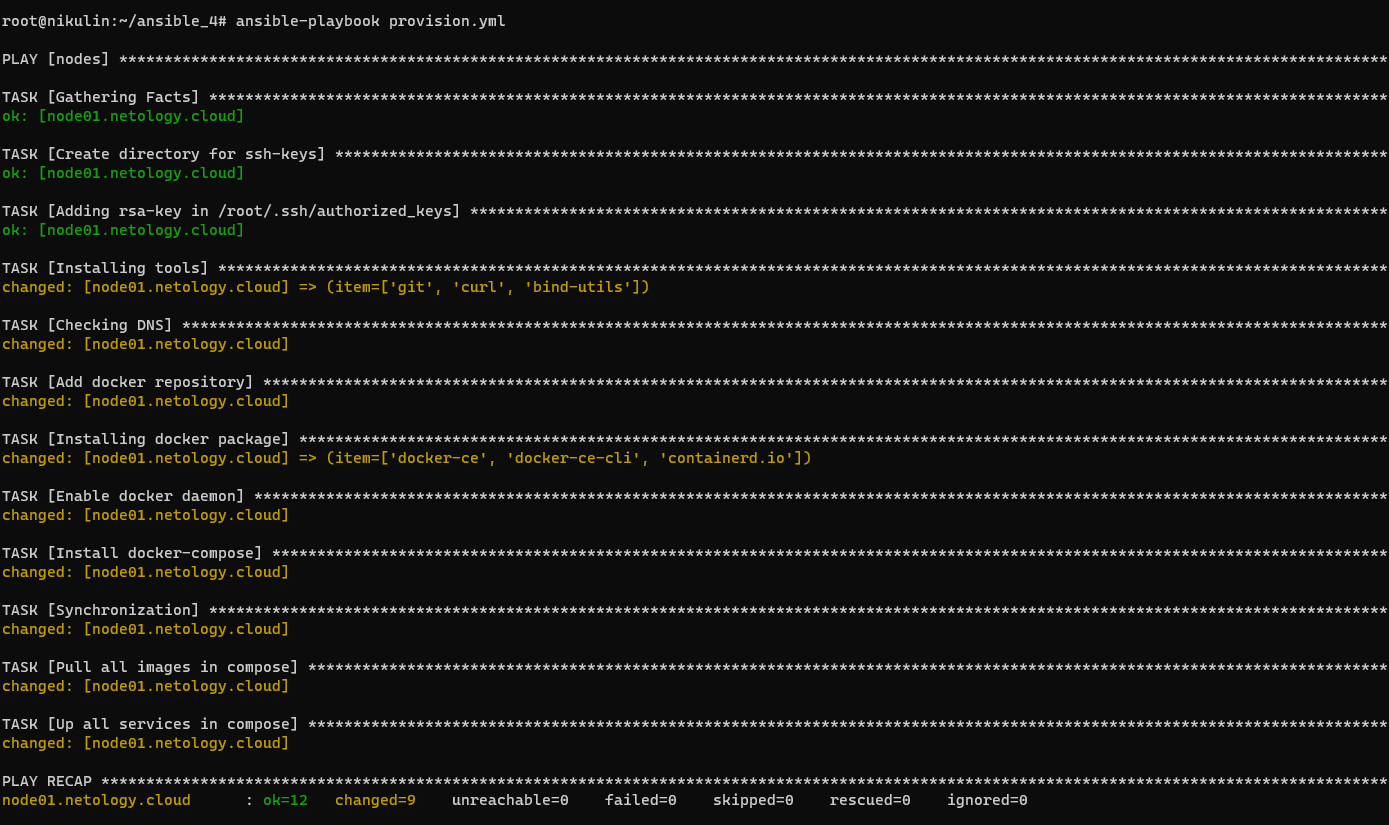 root@nikulin:~/ansible_4# ansible-playbook provision.yml
PLAY [nodes] *********************************************************************************************************************************************
TASK [Gathering Facts] ***********************************************************************************************************************************
ok: [node01.netology.cloud]
TASK [Create directory for ssh-keys] *********************************************************************************************************************
ok: [node01.netology.cloud]
TASK [Adding rsa-key in /root/.ssh/authorized_keys] ******************************************************************************************************
ok: [node01.netology.cloud]
TASK [Installing tools] **********************************************************************************************************************************
changed: [node01.netology.cloud] => (item=['git', 'curl', 'bind-utils'])
TASK [Checking DNS] **************************************************************************************************************************************
changed: [node01.netology.cloud]
TASK [Add docker repository] *****************************************************************************************************************************
changed: [node01.netology.cloud]
TASK [Installing docker package] *************************************************************************************************************************
changed: [node01.netology.cloud] => (item=['docker-ce', 'docker-ce-cli', 'containerd.io'])
TASK [Enable docker daemon] ******************************************************************************************************************************
changed: [node01.netology.cloud]
TASK [Install docker-compose] ****************************************************************************************************************************
changed: [node01.netology.cloud]
TASK [Synchronization] ***********************************************************************************************************************************
changed: [node01.netology.cloud]
TASK [Pull all images in compose] ************************************************************************************************************************
changed: [node01.netology.cloud]
TASK [Up all services in compose] ************************************************************************************************************************
changed: [node01.netology.cloud]
PLAY RECAP ***********************************************************************************************************************************************
node01.netology.cloud      : ok=12   changed=9    unreachable=0    failed=0    skipped=0    rescued=0    ignored=0